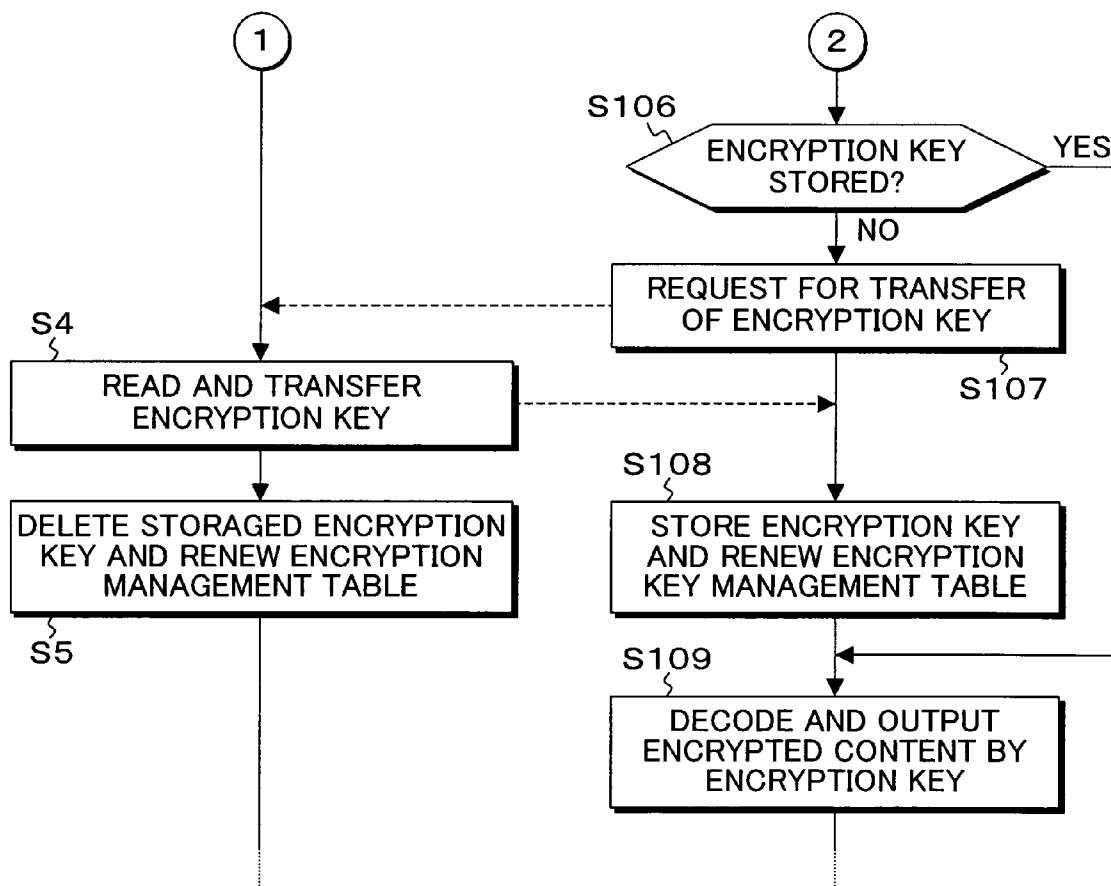 1
2
S106
ENCRYPTION KEY
STORED?
YES
NO
REQUEST FOR TRANSFER
OF ENCRYPTION KEY
S107
S4
READ AND TRANSFER
ENCRYPTION KEY
S108
DELETE STORAGED ENCRYPTION
KEY AND RENEW ENCRYPTION
MANAGEMENT TABLE
S5
STORE ENCRYPTION KEY
AND RENEW ENCRYPTION
KEY MANAGEMENT TABLE
S109
DECODE AND OUTPUT
ENCRYPTED CONTENT BY
ENCRYPTION KEY